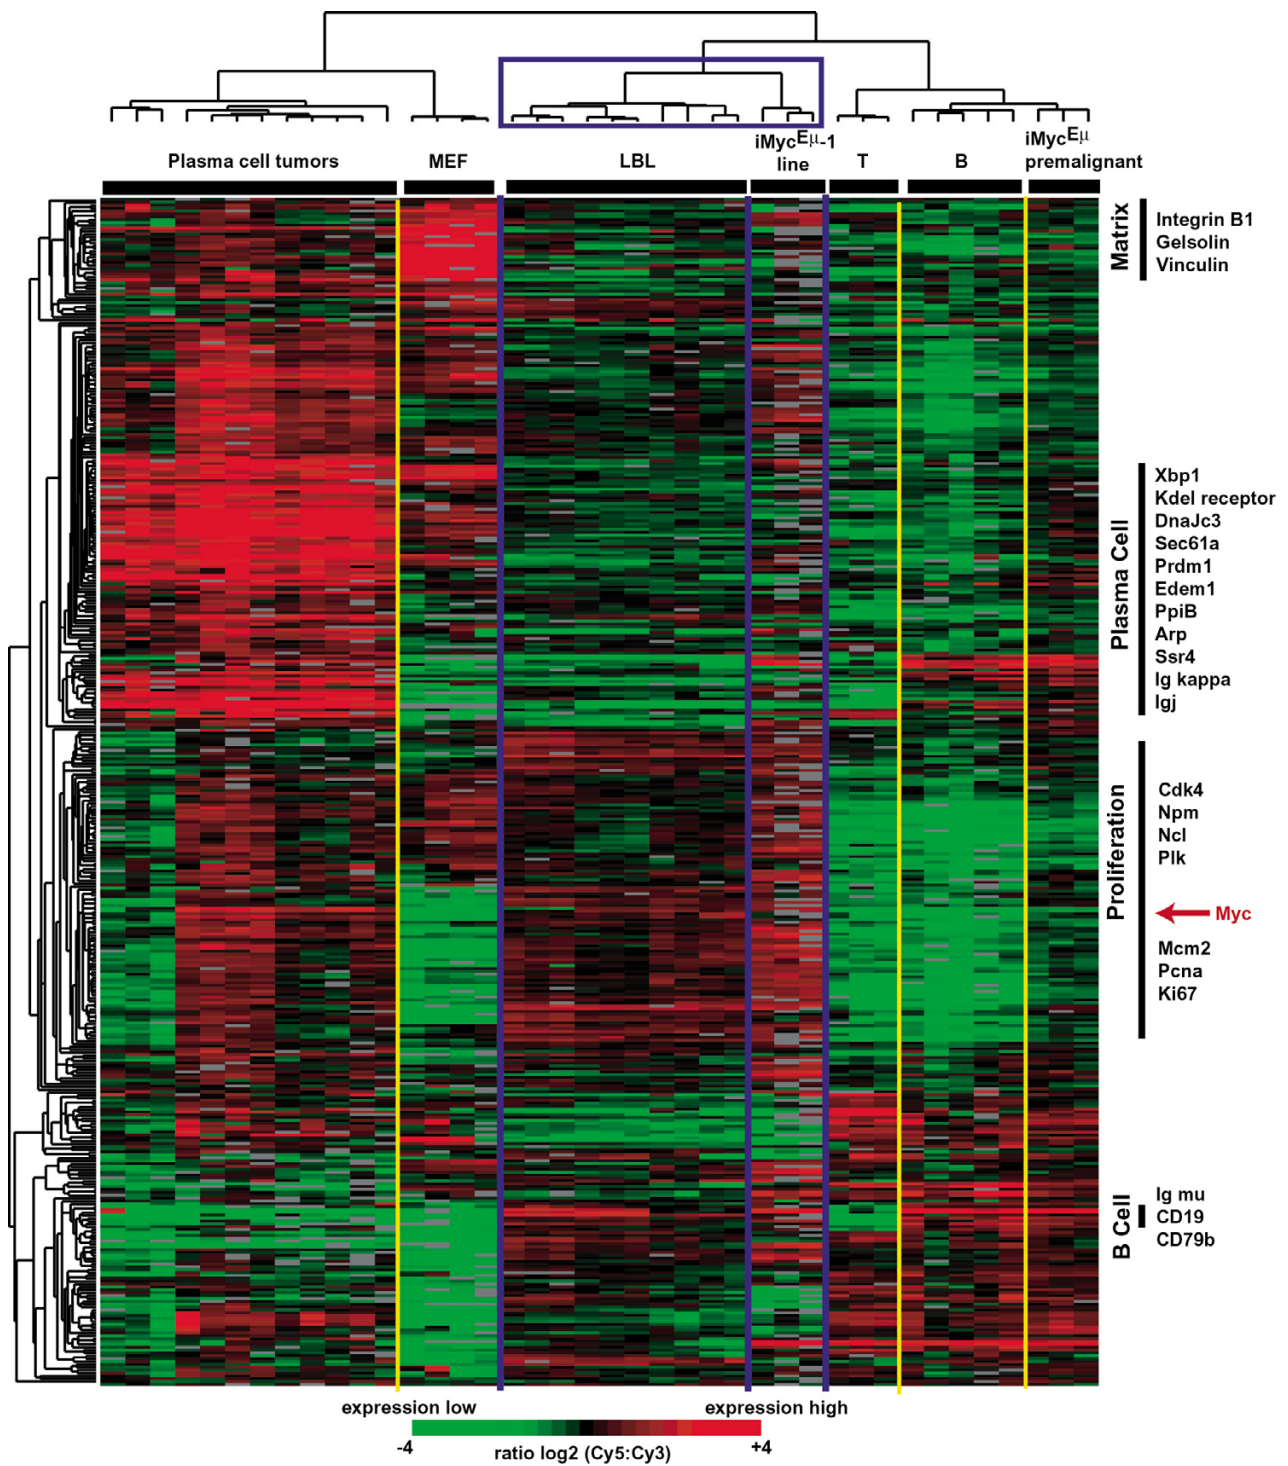 Plasma cell tumors
MEF
LBL
iMycEμ-1
line
T
B
iMycEμ
premalignant
Matrix
Integrin B1
Gelsolin
Vinculin
Plasma Cell
Xbp1
Kdel receptor
DnaJc3
Sec61a
Prdm1
Edem1
PpiB
Arp
Ssr4
Ig kappa
Igj
Proliferation
Cdk4
Npm
Ncl
Plk
Myc
Mcm2
Pcna
Ki67
B Cell
Ig mu
CD19
CD79b
expression low
expression high
-4
ratio log2 (Cy5:Cy3)
+4